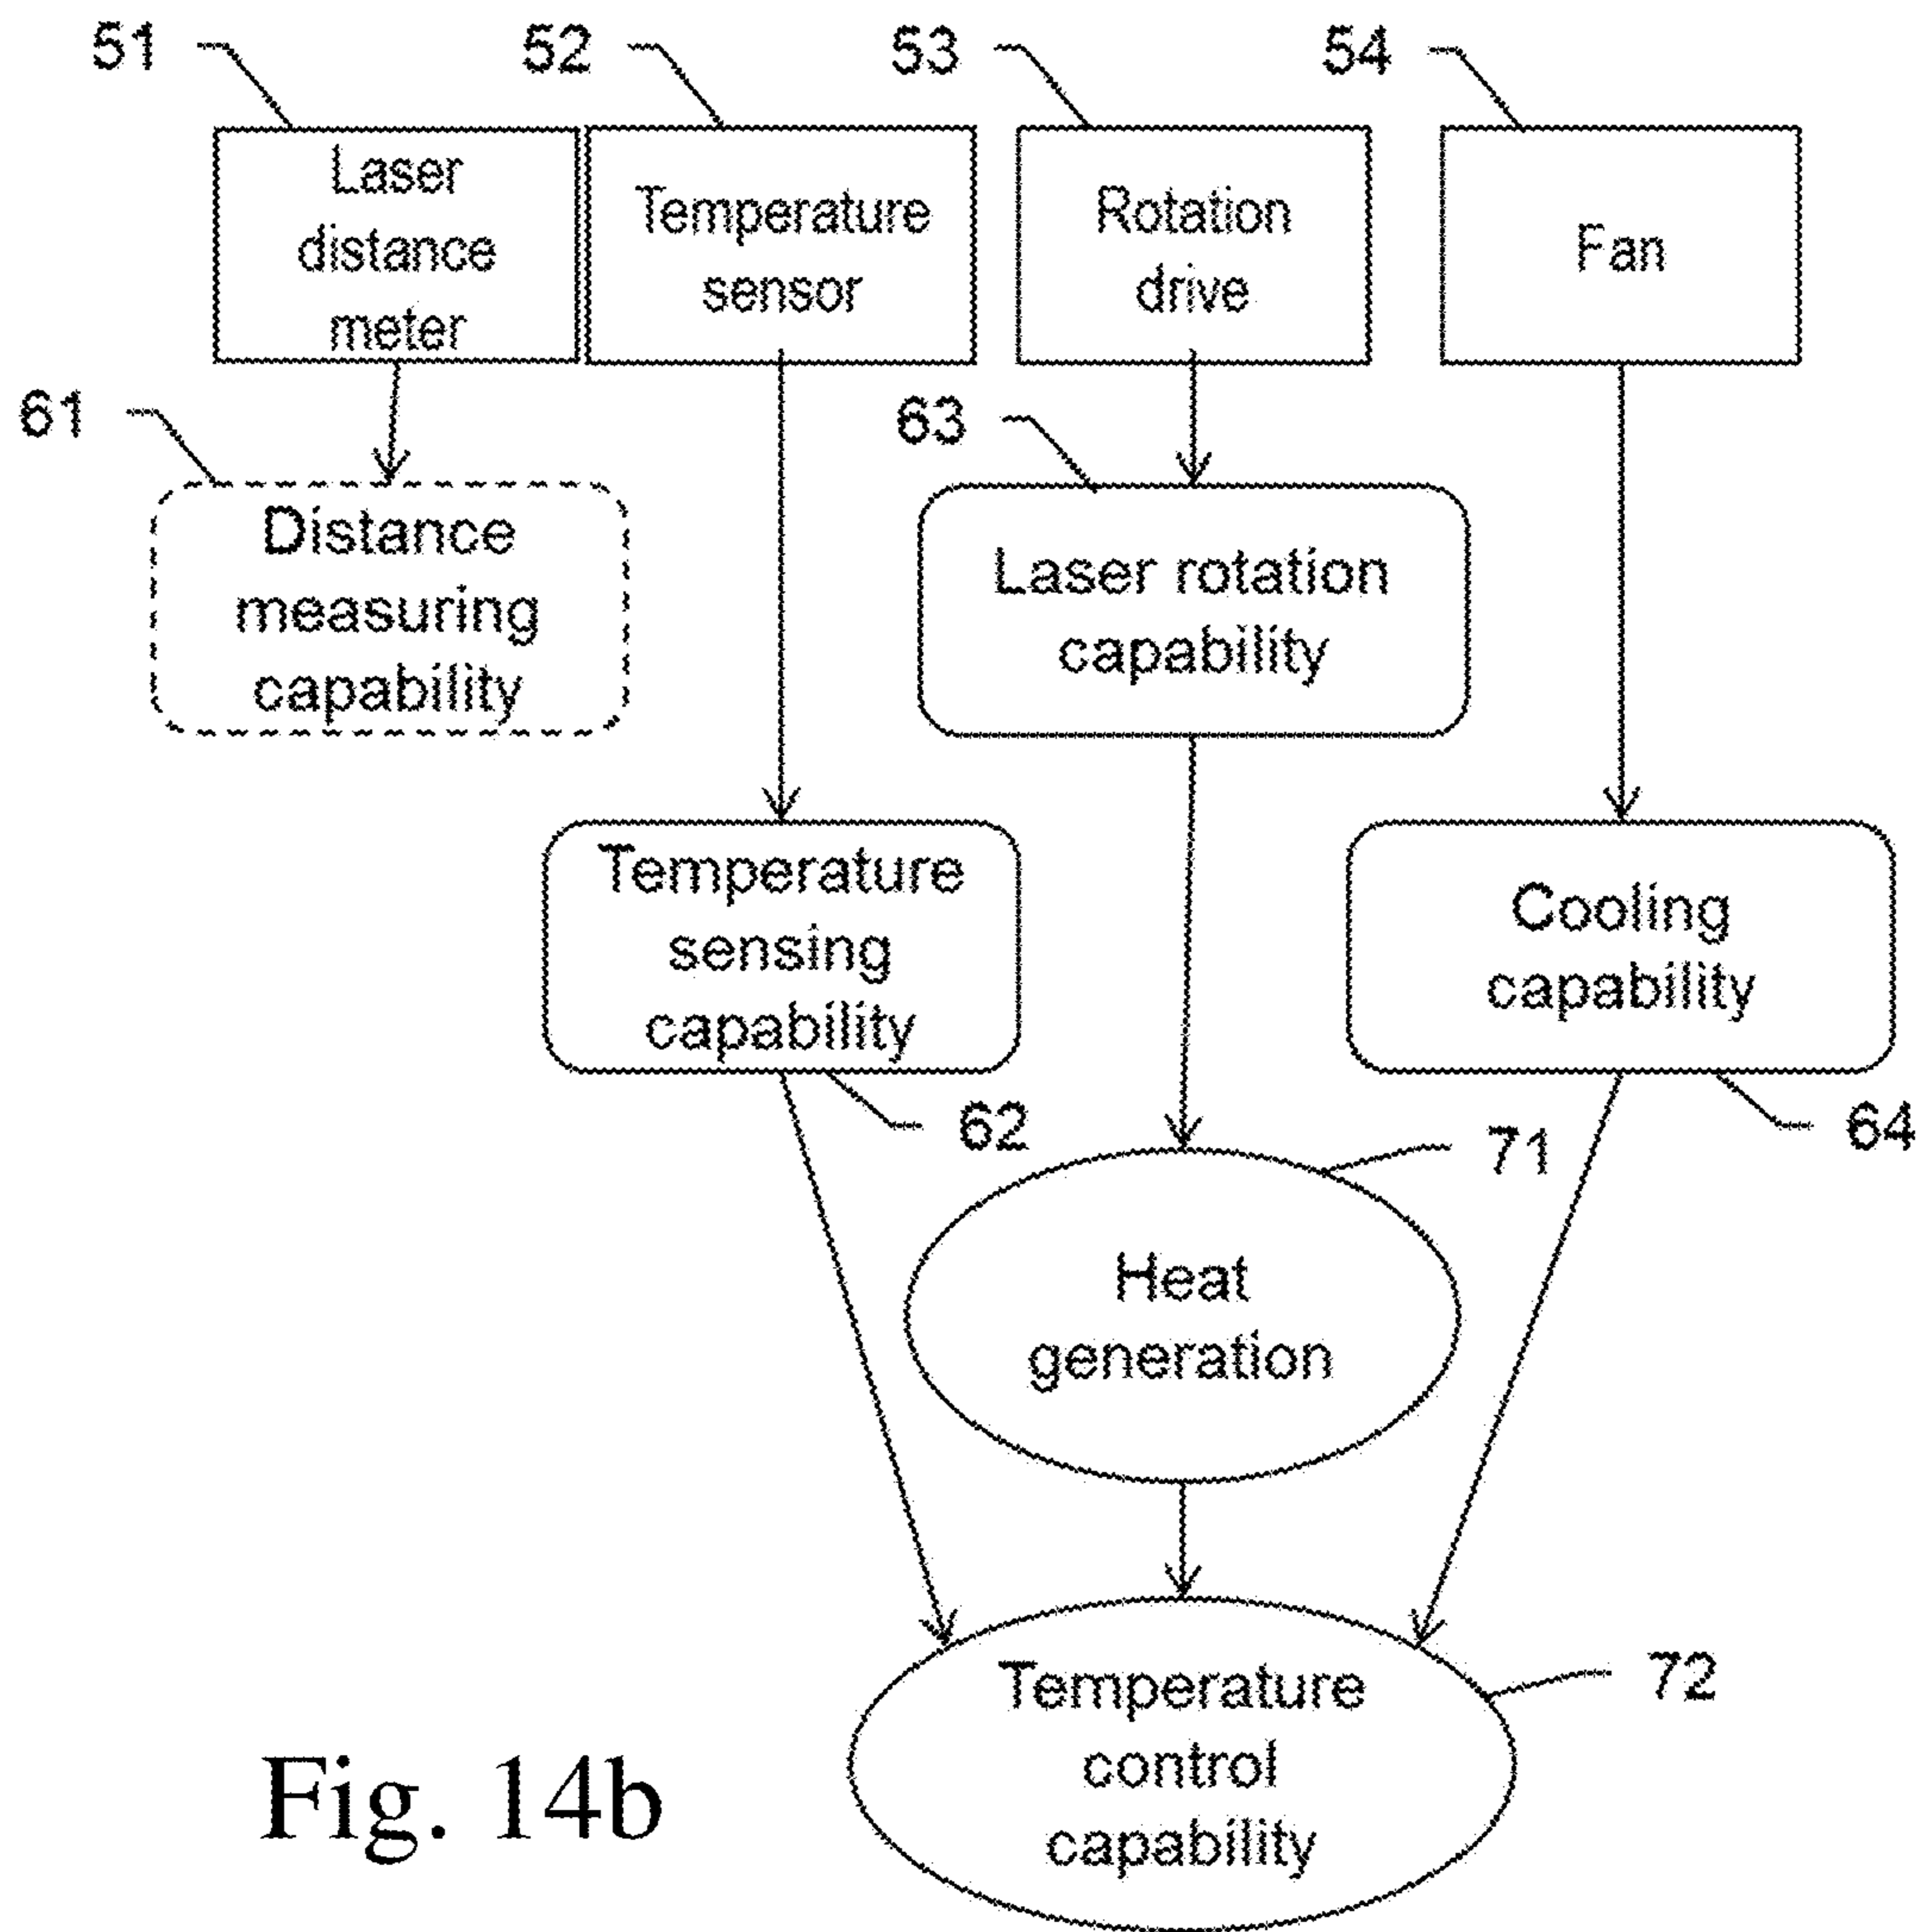 51
52
53
54
Laser
distance
meter
Temperature
sensor
Rotation
drive
Fan
61
63
Distance
measuring
capability
Laser rotation
capability
Temperature
sensing
capability
Cooling
capability
62
71
64
Heat
generation
Temperature
control
capability
72
Fig. 14b